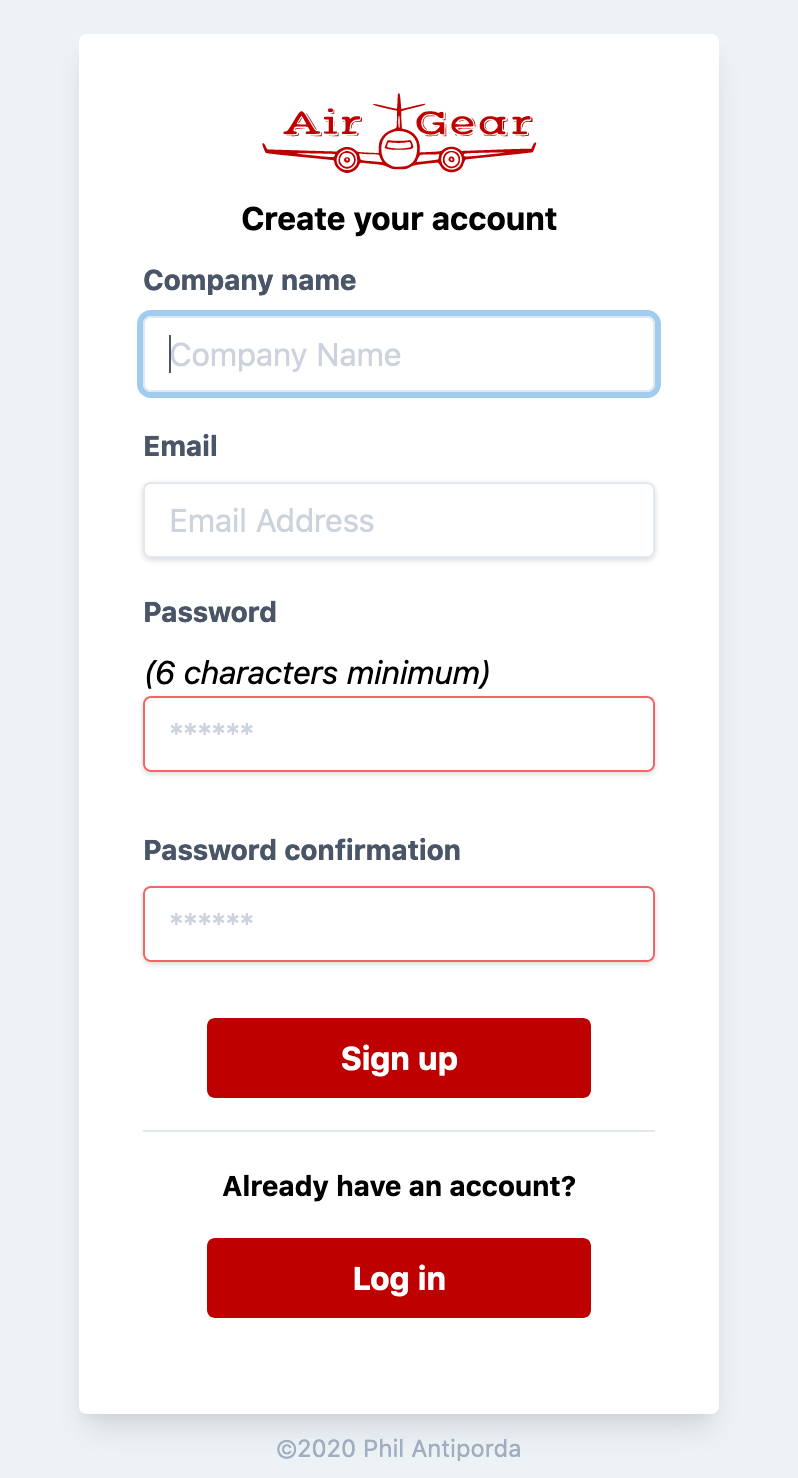 Air Gear
Create your account
Company name
Company Name
Email
Email Address
Password
(6 characters minimum)
******
Password confirmation
******
Sign up
Already have an account?
Log in
©2020 Phil Antiporda